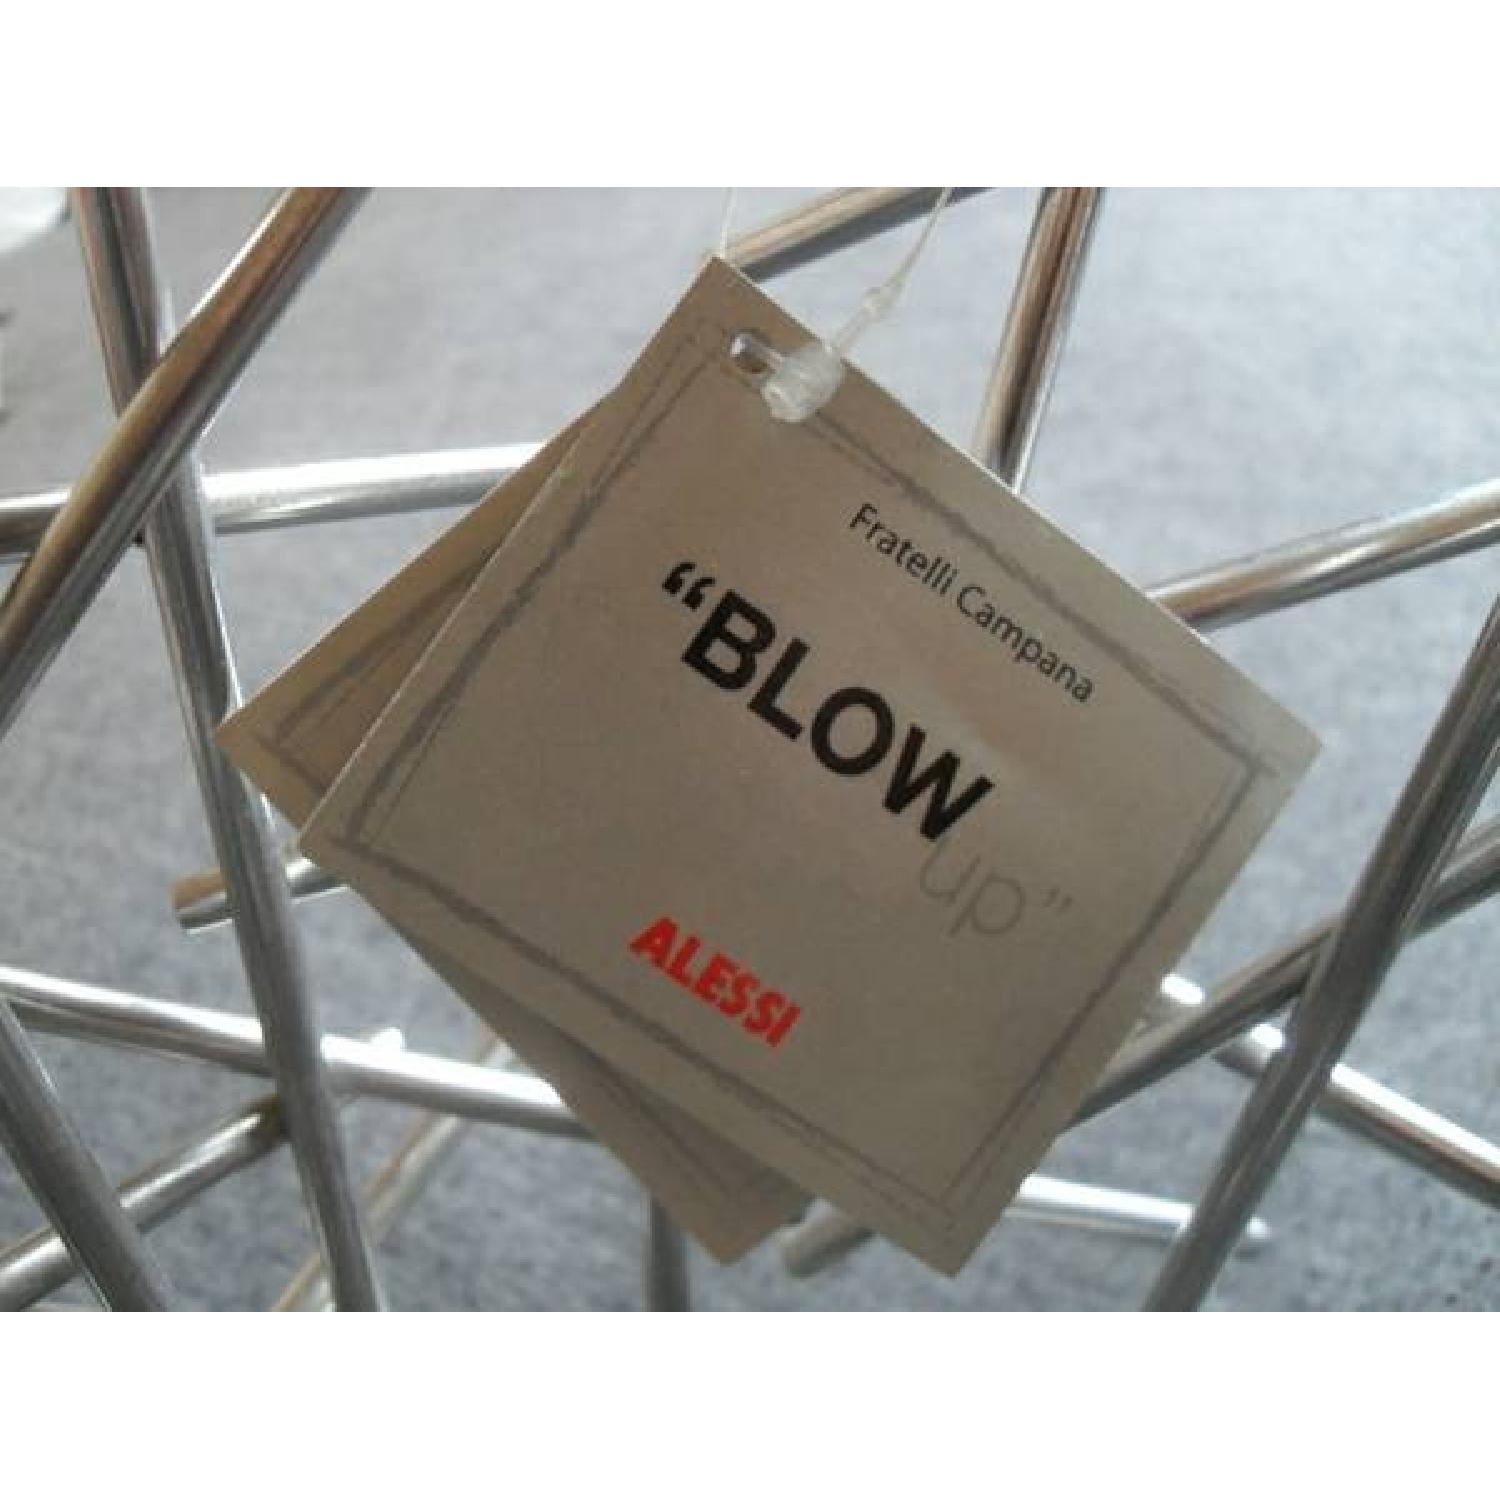 Fratelli Campana
“BLOW
up”
ALESSI